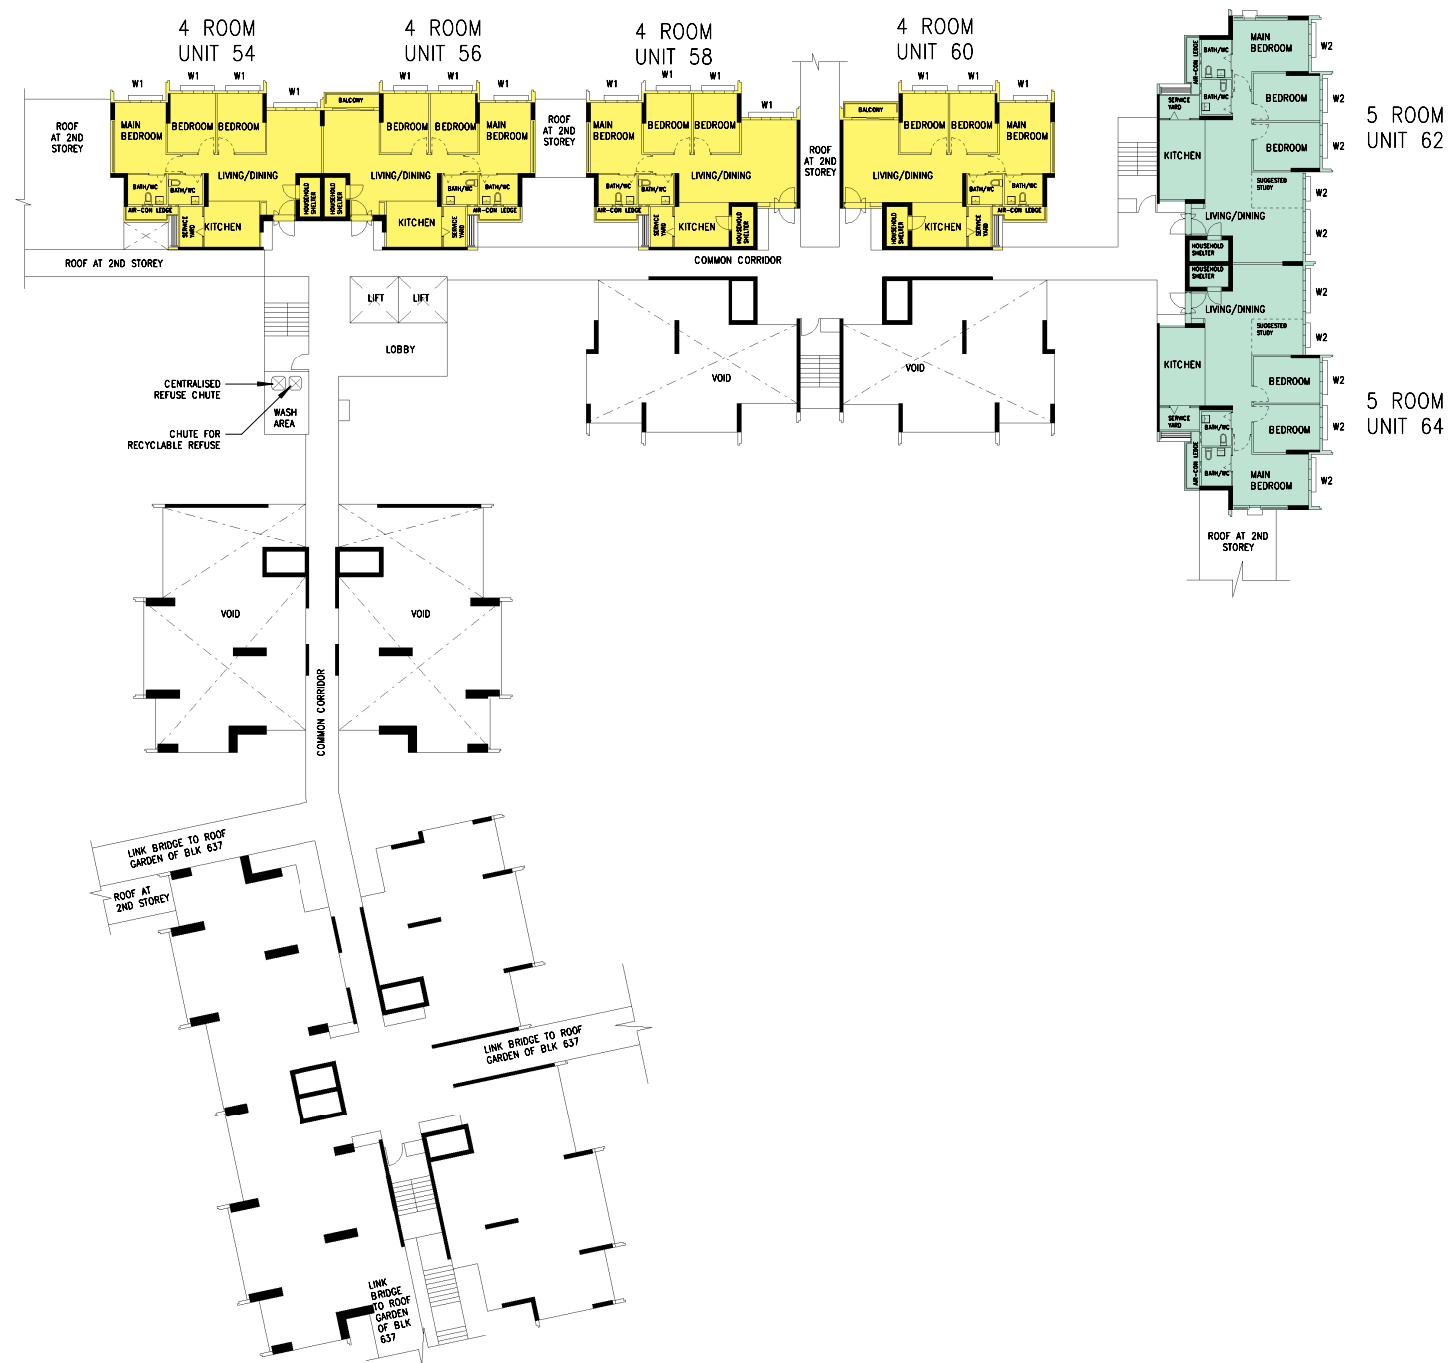 4 ROOM
UNIT 54
4 ROOM
UNIT 56
4 ROOM
UNIT 58
4 ROOM
UNIT 60
5 ROOM
UNIT 62
5 ROOM
UNIT 64
ROOF
AT 2ND
STOREY
W1
W1
W1
W1
MAIN
BEDROOM
BEDROOM
BEDROOM
LIVING/DINING
BATH/WC
BATH/WC
AIR-CON LEDGE
SERVICE
YARD
KITCHEN
HOUSEHOLD
SHELTER
BALCONY
W1
W1
W1
BEDROOM
BEDROOM
MAIN
BEDROOM
LIVING/DINING
BATH/WC
BATH/WC
AIR-CON LEDGE
SERVICE
YARD
KITCHEN
HOUSEHOLD
SHELTER
ROOF
AT 2ND
STOREY
W1
W1
W1
W1
MAIN
BEDROOM
BEDROOM
BEDROOM
LIVING/DINING
BATH/WC
BATH/WC
AIR-CON LEDGE
SERVICE
YARD
KITCHEN
HOUSEHOLD
SHELTER
ROOF
AT 2ND
STOREY
BALCONY
W1
W1
W1
BEDROOM
BEDROOM
MAIN
BEDROOM
LIVING/DINING
BATH/WC
BATH/WC
AIR-CON LEDGE
HOUSEHOLD
SHELTER
KITCHEN
SERVICE
YARD
AIR-CON LEDGE
BATH/WC
BATH/WC
MAIN
BEDROOM
W2
SERVICE
YARD
BEDROOM
W2
KITCHEN
BEDROOM
W2
SUGGESTED
STUDY
W2
LIVING/DINING
W2
HOUSEHOLD
SHELTER
HOUSEHOLD
SHELTER
W2
LIVING/DINING
SUGGESTED
STUDY
W2
KITCHEN
BEDROOM
W2
SERVICE
YARD
BATH/WC
BEDROOM
W2
AIR-CON LEDGE
BATH/WC
MAIN
BEDROOM
W2
ROOF AT 2ND
STOREY
ROOF AT 2ND STOREY
COMMON CORRIDOR
LIFT
LIFT
LOBBY
CENTRALISED
REFUSE CHUTE
WASH
AREA
CHUTE FOR
RECYCLABLE REFUSE
VOID
VOID
VOID
VOID
COMMON CORRIDOR
LINK BRIDGE TO ROOF
GARDEN OF BLK 637
ROOF AT
2ND STOREY
LINK BRIDGE TO ROOF
GARDEN OF BLK 637
LINK
BRIDGE
TO ROOF
GARDEN
OF BLK
637